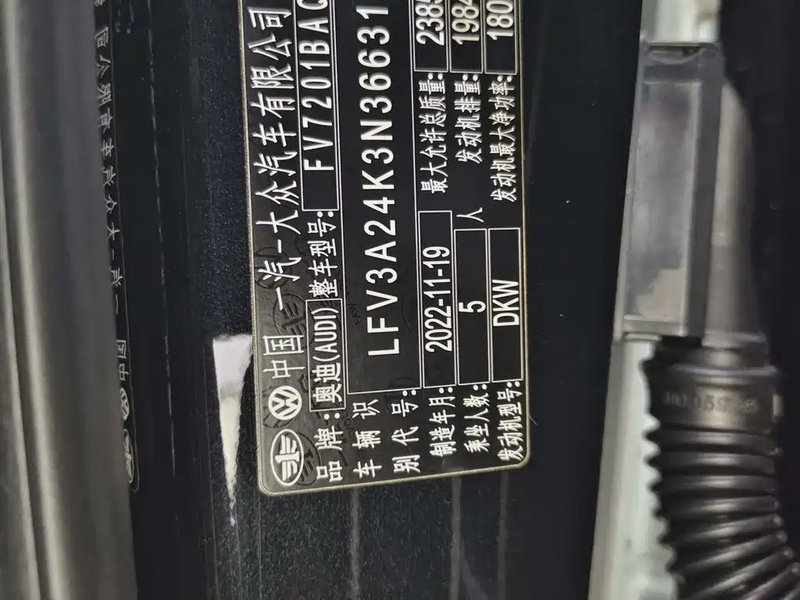 中国 一汽-大众汽车有限公司
品牌: 奥迪(AUDI) 整车型号: FV7201BAC
车辆识别代号: LFV3A24K3N36631
制造年月: 2022-11-19 最大允许总质量: 2385
乘坐人数: 5 人 发动机排量: 1984
发动机型号: DKW 发动机最大净功率: 180